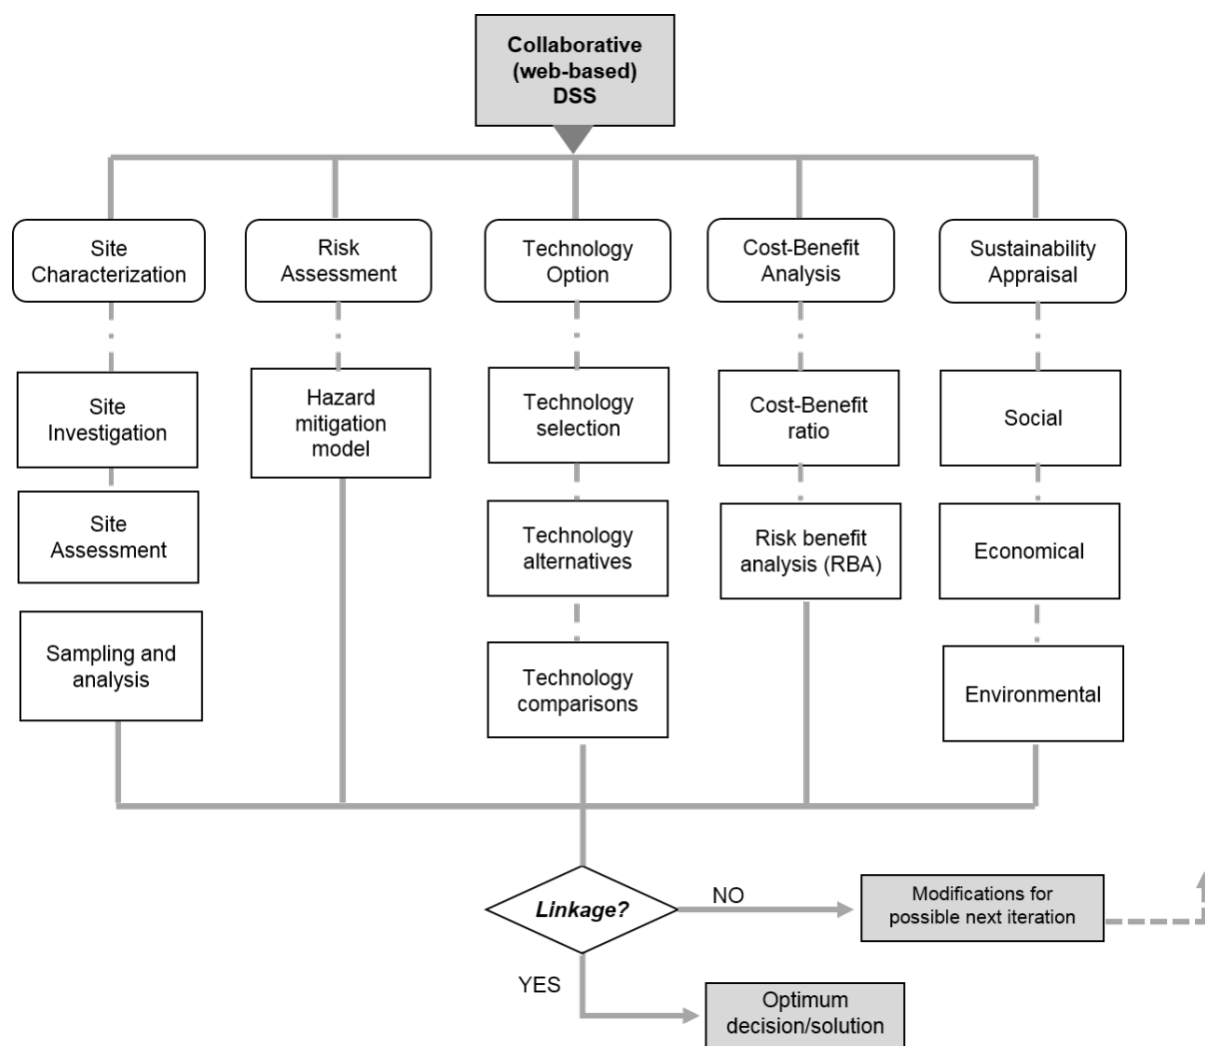 Collaborative
(web-based)
DSS
Site
Characterization
Risk
Assessment
Technology
Option
Cost-Benefit
Analysis
Sustainability
Appraisal
Site
Investigation
Hazard
mitigation
model
Technology
selection
Cost-Benefit
ratio
Social
Site
Assessment
Technology
alternatives
Risk benefit
analysis (RBA)
Economical
Sampling and
analysis
Technology
comparisons
Environmental
Linkage?
NO
Modifications for
possible next iteration
YES
Optimum
decision/solution